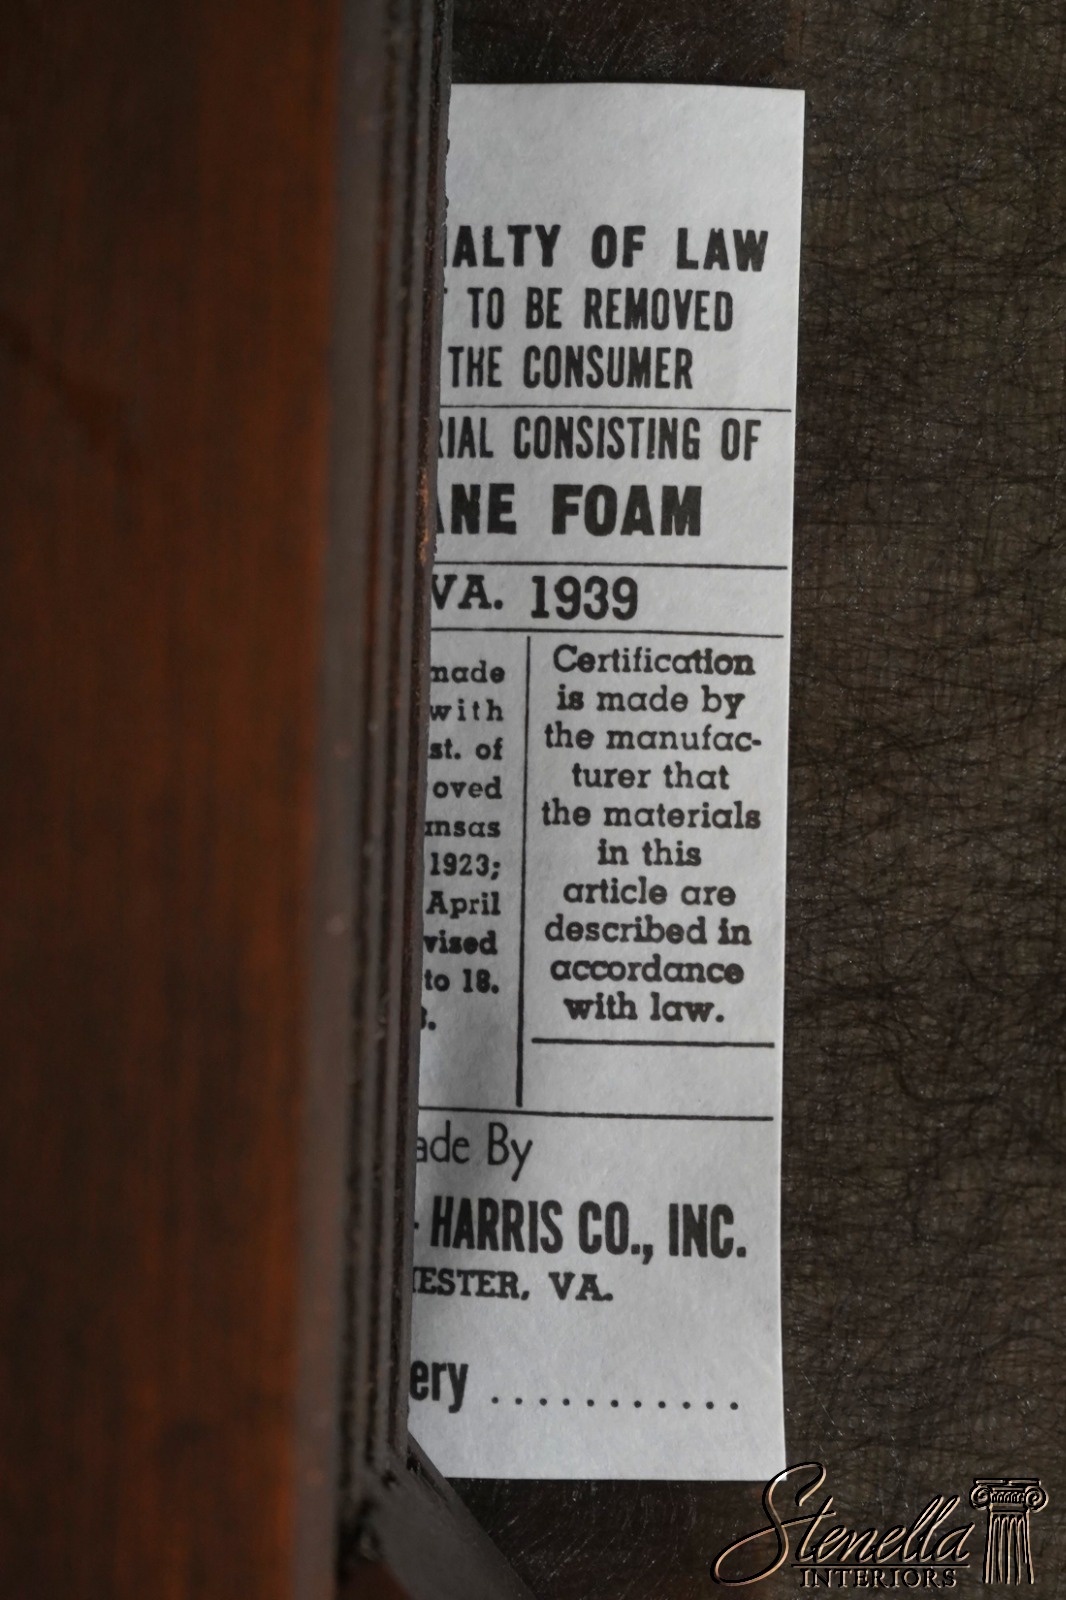 ALTY OF LAW
TO BE REMOVED
THE CONSUMER
RIAL CONSISTING OF
ANE FOAM
VA. 1939
made
with
st. of
oved
ansas
1923;
April
vised
to 18.
3.
Certification
is made by
the manufac-
turer that
the materials
in this
article are
described in
accordance
with law.
ade By
- HARRIS CO., INC.
ESTER, VA.
ery ...........
Stenella
INTERIORS